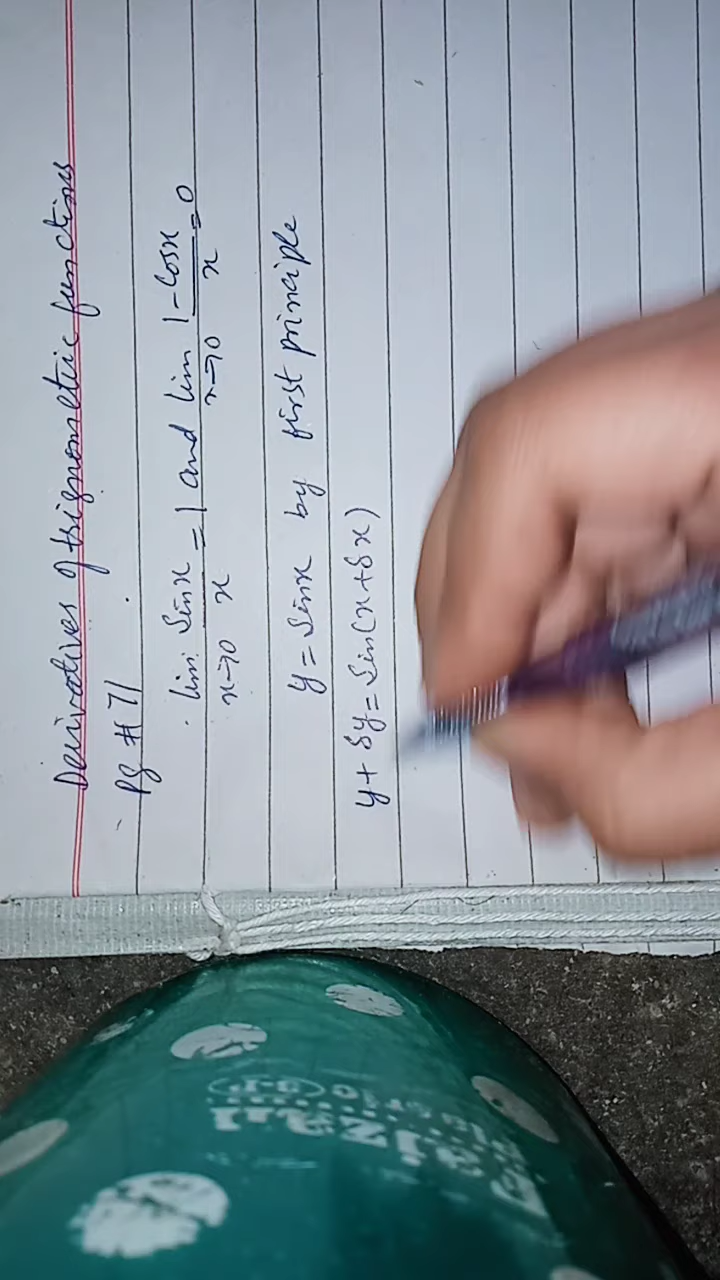 Derivatives of trignometric functions
Pg # 71
lim Sinx/x = 1 and lim 1-Cosx/x = 0
x→0 x→0
y = Sinx by first principle
y + δy = Sin(x+δx)